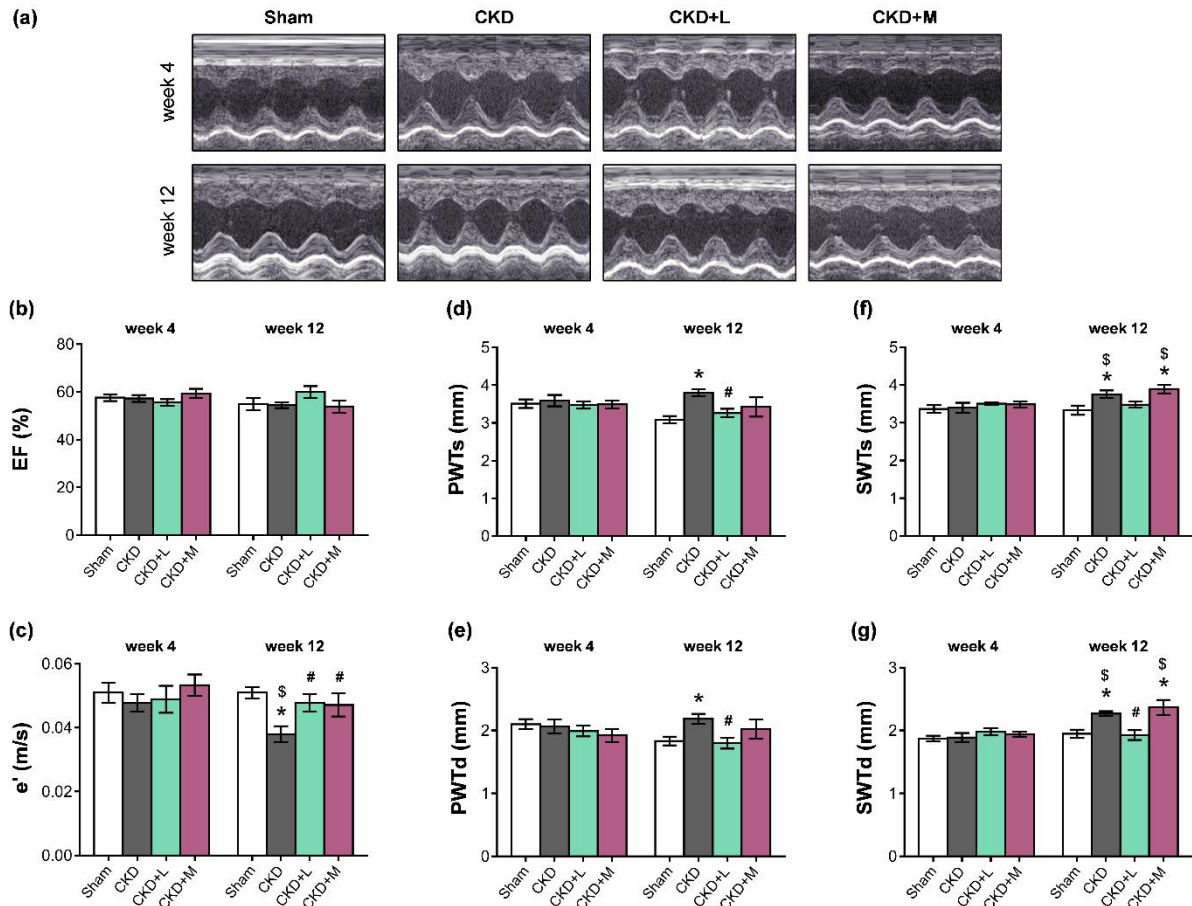 (a)
Sham CKD CKD+L CKD+M
week 4
week 12
(b)
week 4 week 12
EF (%)
80
60
40
20
0
Sham CKD CKD+L CKD+M Sham CKD CKD+L CKD+M
(d)
week 4 week 12
PWTs (mm)
5
4
3
2
1
0
* #
Sham CKD CKD+L CKD+M Sham CKD CKD+L CKD+M
(f)
week 4 week 12
SWTs (mm)
5
4
3
2
1
0
$ $
* *
Sham CKD CKD+L CKD+M Sham CKD CKD+L CKD+M
(c)
week 4 week 12
e' (m/s)
0.06
0.04
0.02
0.00
$ # #
*
Sham CKD CKD+L CKD+M Sham CKD CKD+L CKD+M
(e)
week 4 week 12
PWTd (mm)
3
2
1
0
* #
Sham CKD CKD+L CKD+M Sham CKD CKD+L CKD+M
(g)
week 4 week 12
SWTd (mm)
3
2
1
0
$ $
* # *
Sham CKD CKD+L CKD+M Sham CKD CKD+L CKD+M